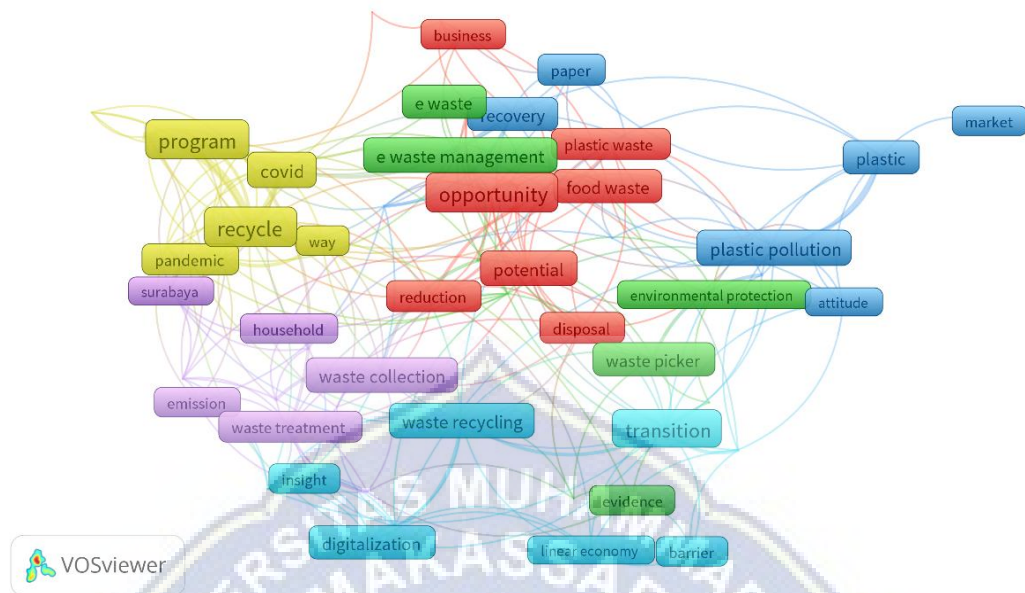 business
paper
e waste
recovery
market
program
plastic waste
e waste management
plastic
covid
opportunity
food waste
recycle
way
plastic pollution
pandemic
potential
surabaya
reduction
environmental protection
attitude
household
disposal
waste picker
waste collection
emission
waste treatment
waste recycling
transition
insight
evidence
digitalization
linear economy
barrier
VOSviewer